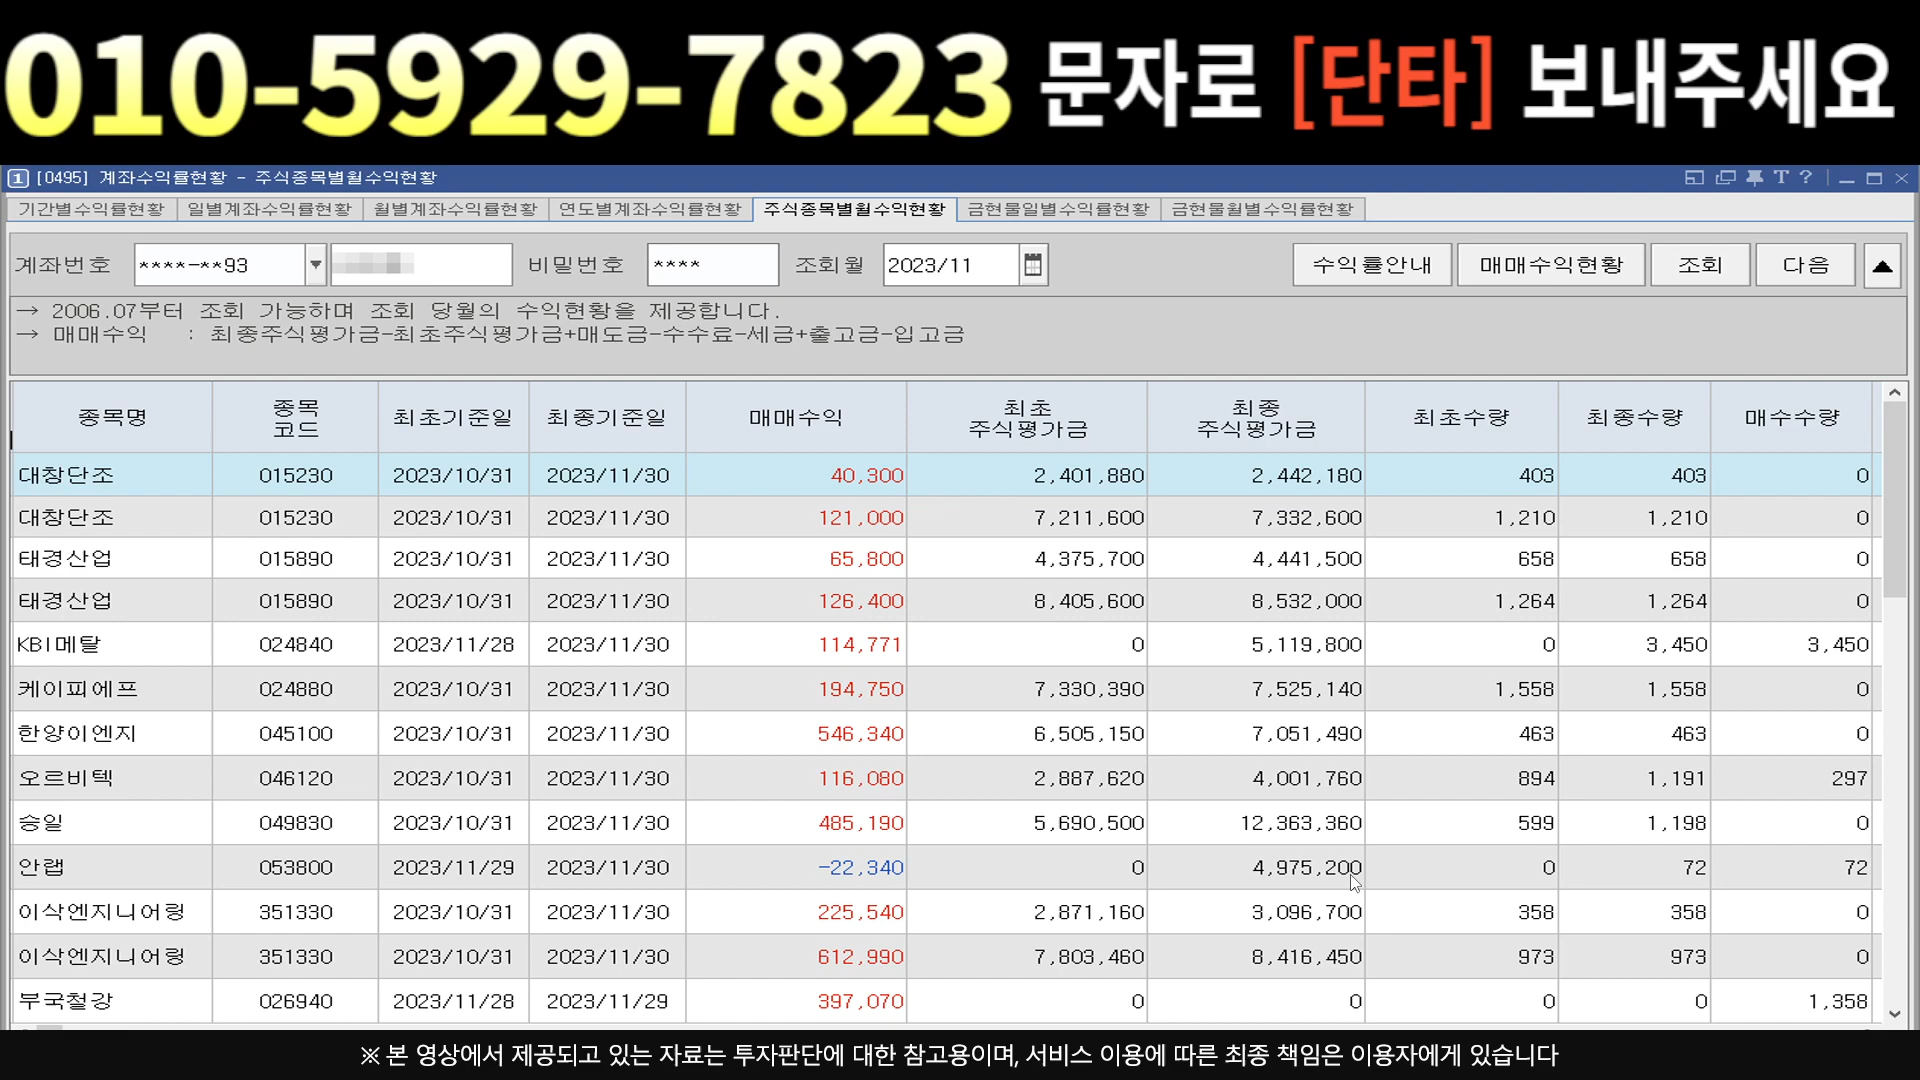 010-5929-7823 문자로 [단타] 보내주세요
1 [0495] 계좌수익률현황 - 주식종목별월수익현황 T ?
기간별수익률현황 일별계좌수익률현황 월별계좌수익률현황 연도별계좌수익률현황 주식종목별월수익현황 금현물일별수익률현황 금현물월별수익률현황
계좌번호 ****-**93 비밀번호 **** 조회월 2023/11 수익률안내 매매수익현황 조회 다음 ▲
→ 2006.07부터 조회 가능하며 조회 당월의 수익현황을 제공합니다.
→ 매매수익 : 최종주식평가금-최초주식평가금+매도금-수수료-세금+출고금-입고금
종목명 종목코드 최초기준일 최종기준일 매매수익 최초주식평가금 최종주식평가금 최초수량 최종수량 매수수량
대창단조 015230 2023/10/31 2023/11/30 40,300 2,401,880 2,442,180 403 403 0
대창단조 015230 2023/10/31 2023/11/30 121,000 7,211,600 7,332,600 1,210 1,210 0
태경산업 015890 2023/10/31 2023/11/30 65,800 4,375,700 4,441,500 658 658 0
태경산업 015890 2023/10/31 2023/11/30 126,400 8,405,600 8,532,000 1,264 1,264 0
KBI메탈 024840 2023/11/28 2023/11/30 114,771 0 5,119,800 0 3,450 3,450
케이피에프 024880 2023/10/31 2023/11/30 194,750 7,330,390 7,525,140 1,558 1,558 0
한양이엔지 045100 2023/10/31 2023/11/30 546,340 6,505,150 7,051,490 463 463 0
오르비텍 046120 2023/10/31 2023/11/30 116,080 2,887,620 4,001,760 894 1,191 297
승일 049830 2023/10/31 2023/11/30 485,190 5,690,500 12,363,360 599 1,198 0
안랩 053800 2023/11/29 2023/11/30 -22,340 0 4,975,200 0 72 72
이삭엔지니어링 351330 2023/10/31 2023/11/30 225,540 2,871,160 3,096,700 358 358 0
이삭엔지니어링 351330 2023/10/31 2023/11/30 612,990 7,803,460 8,416,450 973 973 0
부국철강 026940 2023/11/28 2023/11/29 397,070 0 0 0 0 1,358
※ 본 영상에서 제공되고 있는 자료는 투자판단에 대한 참고용이며, 서비스 이용에 따른 최종 책임은 이용자에게 있습니다